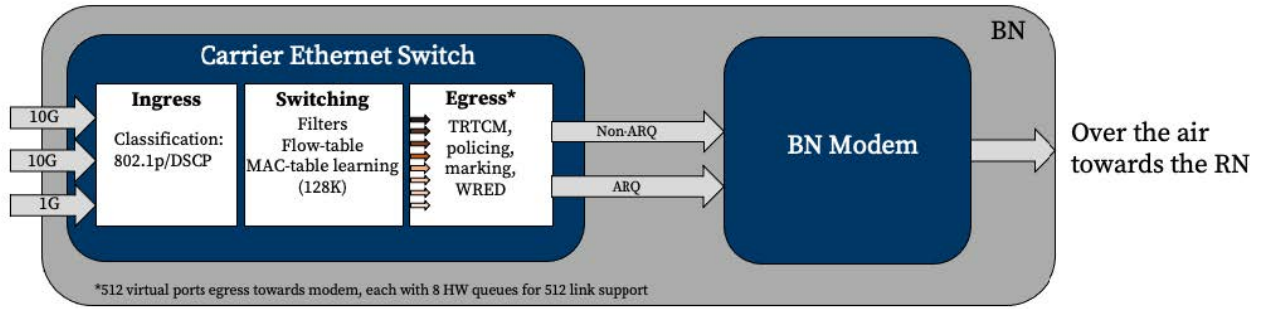 BN
Carrier Ethernet Switch
Ingress
Classification:
802.1p/DSCP
Switching
Filters
Flow-table
MAC-table learning
(128K)
Egress*
TRTCM,
policing,
marking,
WRED
10G
10G
1G
Non-ARQ
ARQ
BN Modem
Over the air
towards the RN
*512 virtual ports egress towards modem, each with 8 HW queues for 512 link support